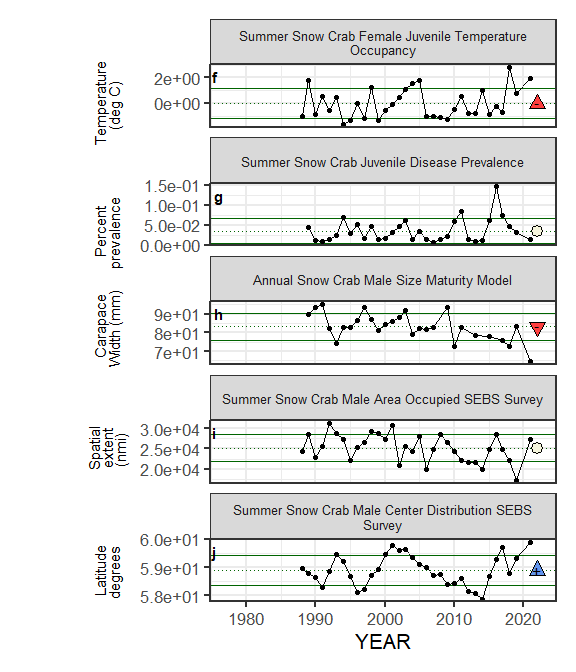 Summer Snow Crab Female Juvenile Temperature
Occupancy
Temperature
(deg C)
2e+00
0e+00
f
-
Summer Snow Crab Juvenile Disease Prevalence
Percent
prevalence
1.5e-01
1.0e-01
5.0e-02
0.0e+00
g
Annual Snow Crab Male Size Maturity Model
Carapace
Width (mm)
9e+01
8e+01
7e+01
h
-
Summer Snow Crab Male Area Occupied SEBS Survey
Spatial
extent
(nmi)
3.0e+04
2.5e+04
2.0e+04
i
Summer Snow Crab Male Center Distribution SEBS
Survey
Latitude
degrees
6.0e+01
5.9e+01
5.8e+01
j
+
1980
1990
2000
2010
2020
YEAR